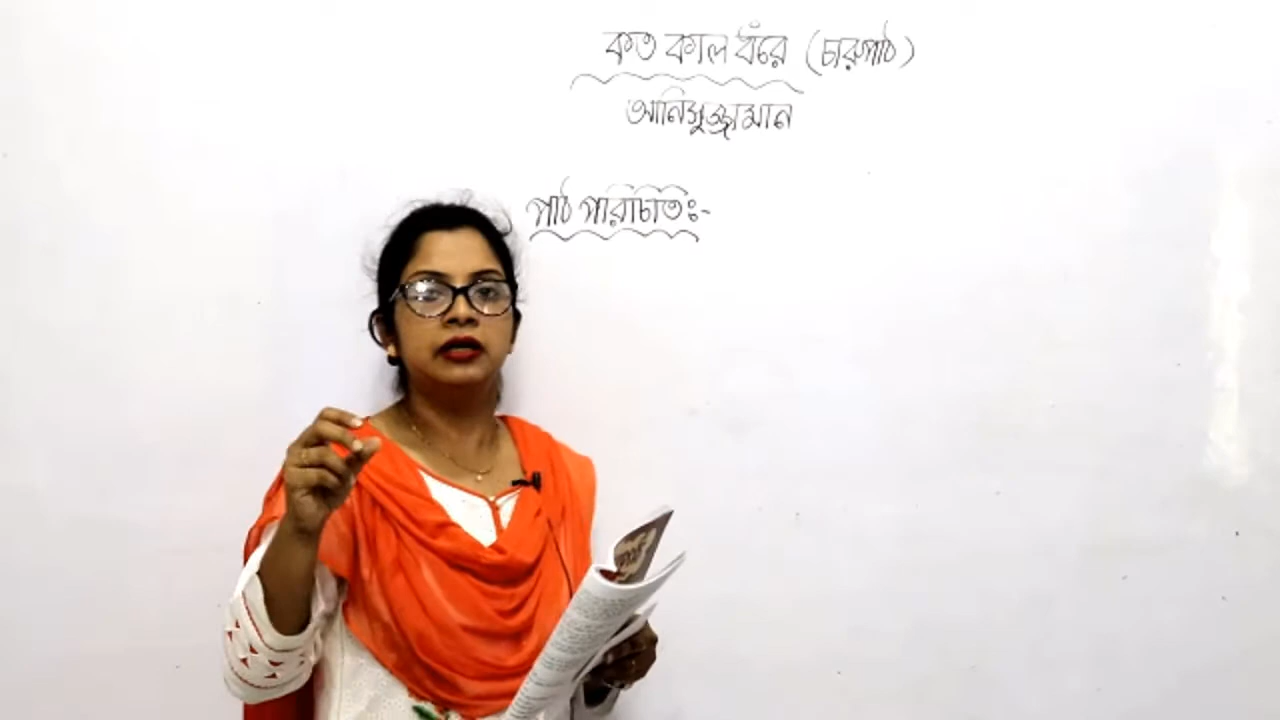 কত কাল ধরে (চারুপাঠ)
আনিসুজ্জামান
পাঠ পরিচিতিঃ-